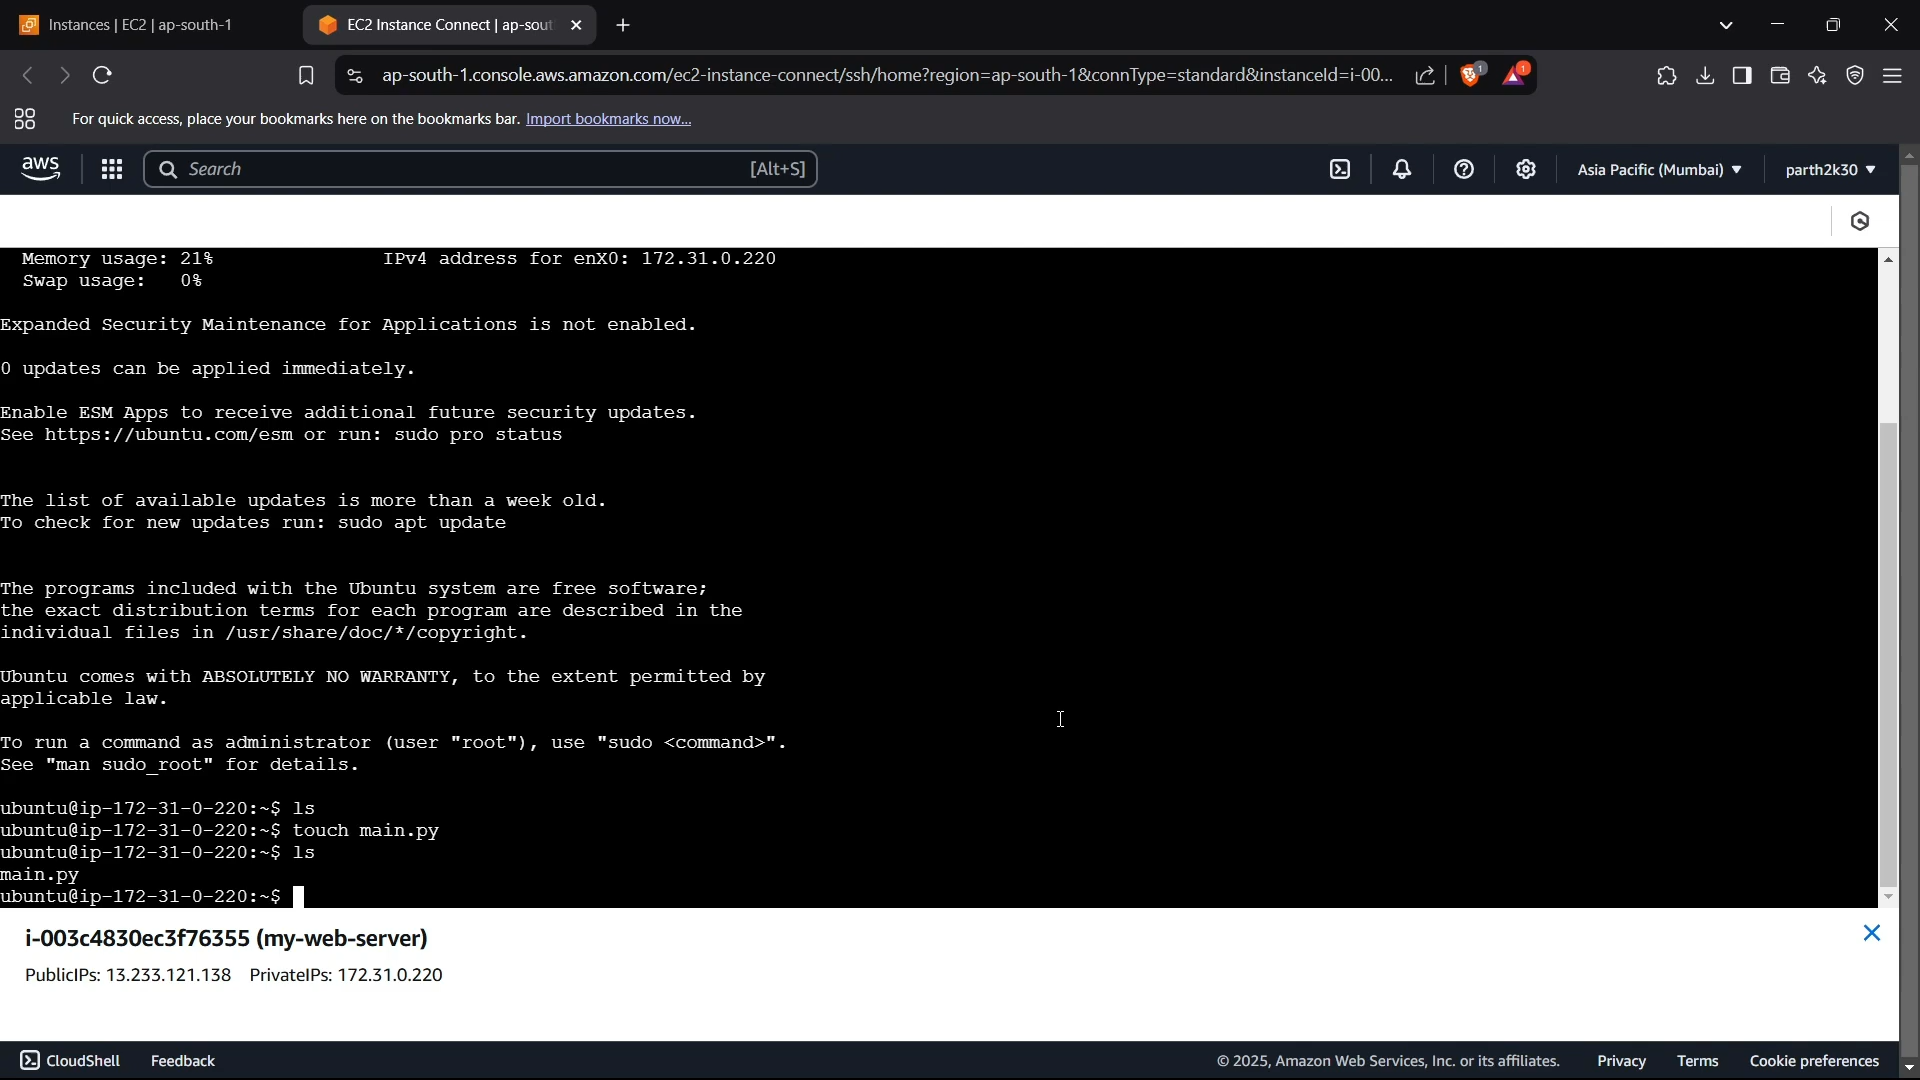 Instances | EC2 | ap-south-1
EC2 Instance Connect | ap-sout
ap-south-1.console.aws.amazon.com/ec2-instance-connect/ssh/home?region=ap-south-1&connType=standard&instanceId=i-00...
1
1
For quick access, place your bookmarks here on the bookmarks bar. Import bookmarks now...
aws
Search
[Alt+S]
Asia Pacific (Mumbai)
parth2k30
Memory usage: 21% IPv4 address for enX0: 172.31.0.220
Swap usage: 0%
Expanded Security Maintenance for Applications is not enabled.
0 updates can be applied immediately.
Enable ESM Apps to receive additional future security updates.
See https://ubuntu.com/esm or run: sudo pro status
The list of available updates is more than a week old.
To check for new updates run: sudo apt update
The programs included with the Ubuntu system are free software;
the exact distribution terms for each program are described in the
individual files in /usr/share/doc/*/copyright.
Ubuntu comes with ABSOLUTELY NO WARRANTY, to the extent permitted by
applicable law.
To run a command as administrator (user "root"), use "sudo <command>".
See "man sudo_root" for details.
ubuntu@ip-172-31-0-220:~$ ls
ubuntu@ip-172-31-0-220:~$ touch main.py
ubuntu@ip-172-31-0-220:~$ ls
main.py
ubuntu@ip-172-31-0-220:~$
i-003c4830ec3f76355 (my-web-server)
PublicIPs: 13.233.121.138 PrivateIPs: 172.31.0.220
CloudShell Feedback
© 2025, Amazon Web Services, Inc. or its affiliates. Privacy Terms Cookie preferences